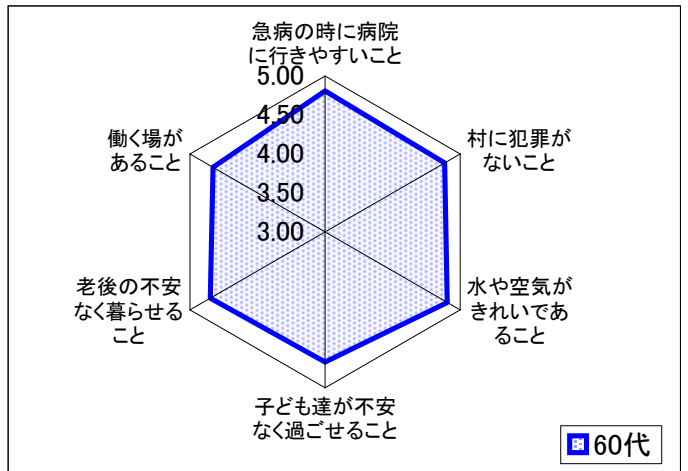 急病の時に病院
に行きやすいこと
5.00
4.50
4.00
3.50
3.00
村に犯罪が
ないこと
水や空気が
きれいであ
ること
子ども達が不安
なく過ごせること
老後の不安
なく暮らせる
こと
働く場が
あること
60代